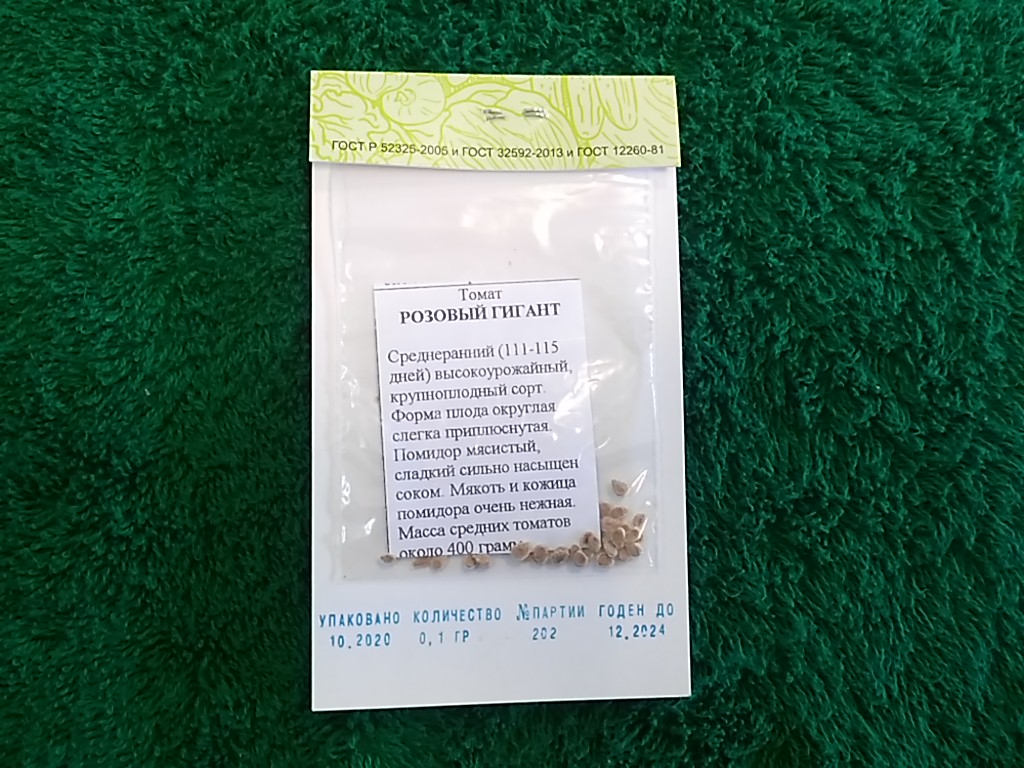 ГОСТ Р 52325-2005 и ГОСТ 32592-2013 и ГОСТ 12260-81
Томат
РОЗОВЫЙ ГИГАНТ
Среднеранний (111-115
дней) высокоурожайный,
крупноплодный сорт.
Форма плода округлая
слегка приплюснутая.
Помидор мясистый,
сладкий сильно насыщен
соком. Мякоть и кожица
помидора очень нежная.
Масса средних томатов
около 400 грамм
УПАКОВАНО КОЛИЧЕСТВО №ПАРТИИ ГОДЕН ДО
10.2020 0,1 ГР 202 12.2024